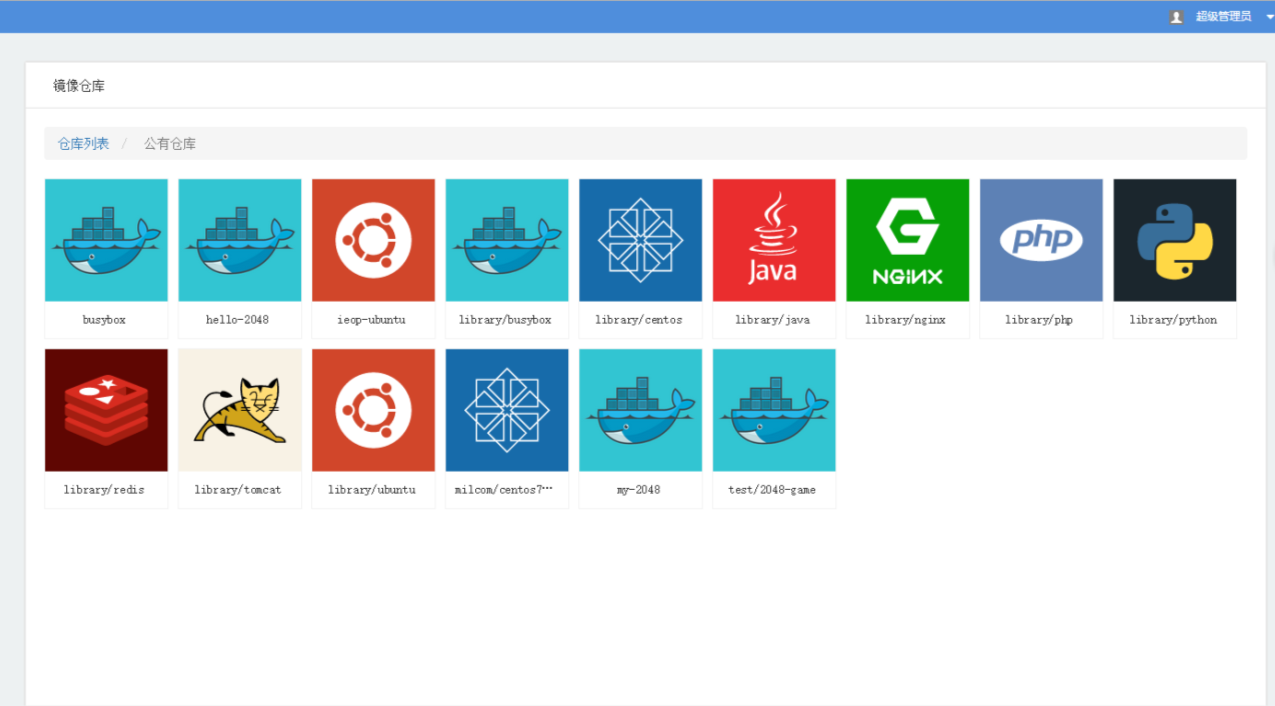 超级管理员
镜像仓库
仓库列表 / 公有仓库
Java
NGiNX
php
busybox
hello-2048
ieop-ubuntu
library/busybox
library/centos
library/java
library/nginx
library/php
library/python
library/redis
library/tomcat
library/ubuntu
milcom/centos7…
my-2048
test/2048-game